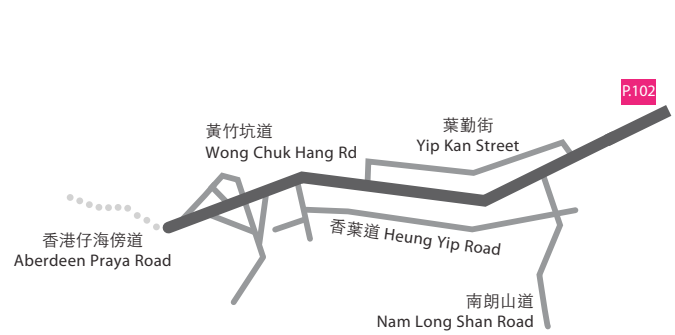 P.102
黃竹坑道
Wong Chuk Hang Rd
葉勤街
Yip Kan Street
香港仔海傍道
Aberdeen Praya Road
香葉道 Heung Yip Road
南朗山道
Nam Long Shan Road